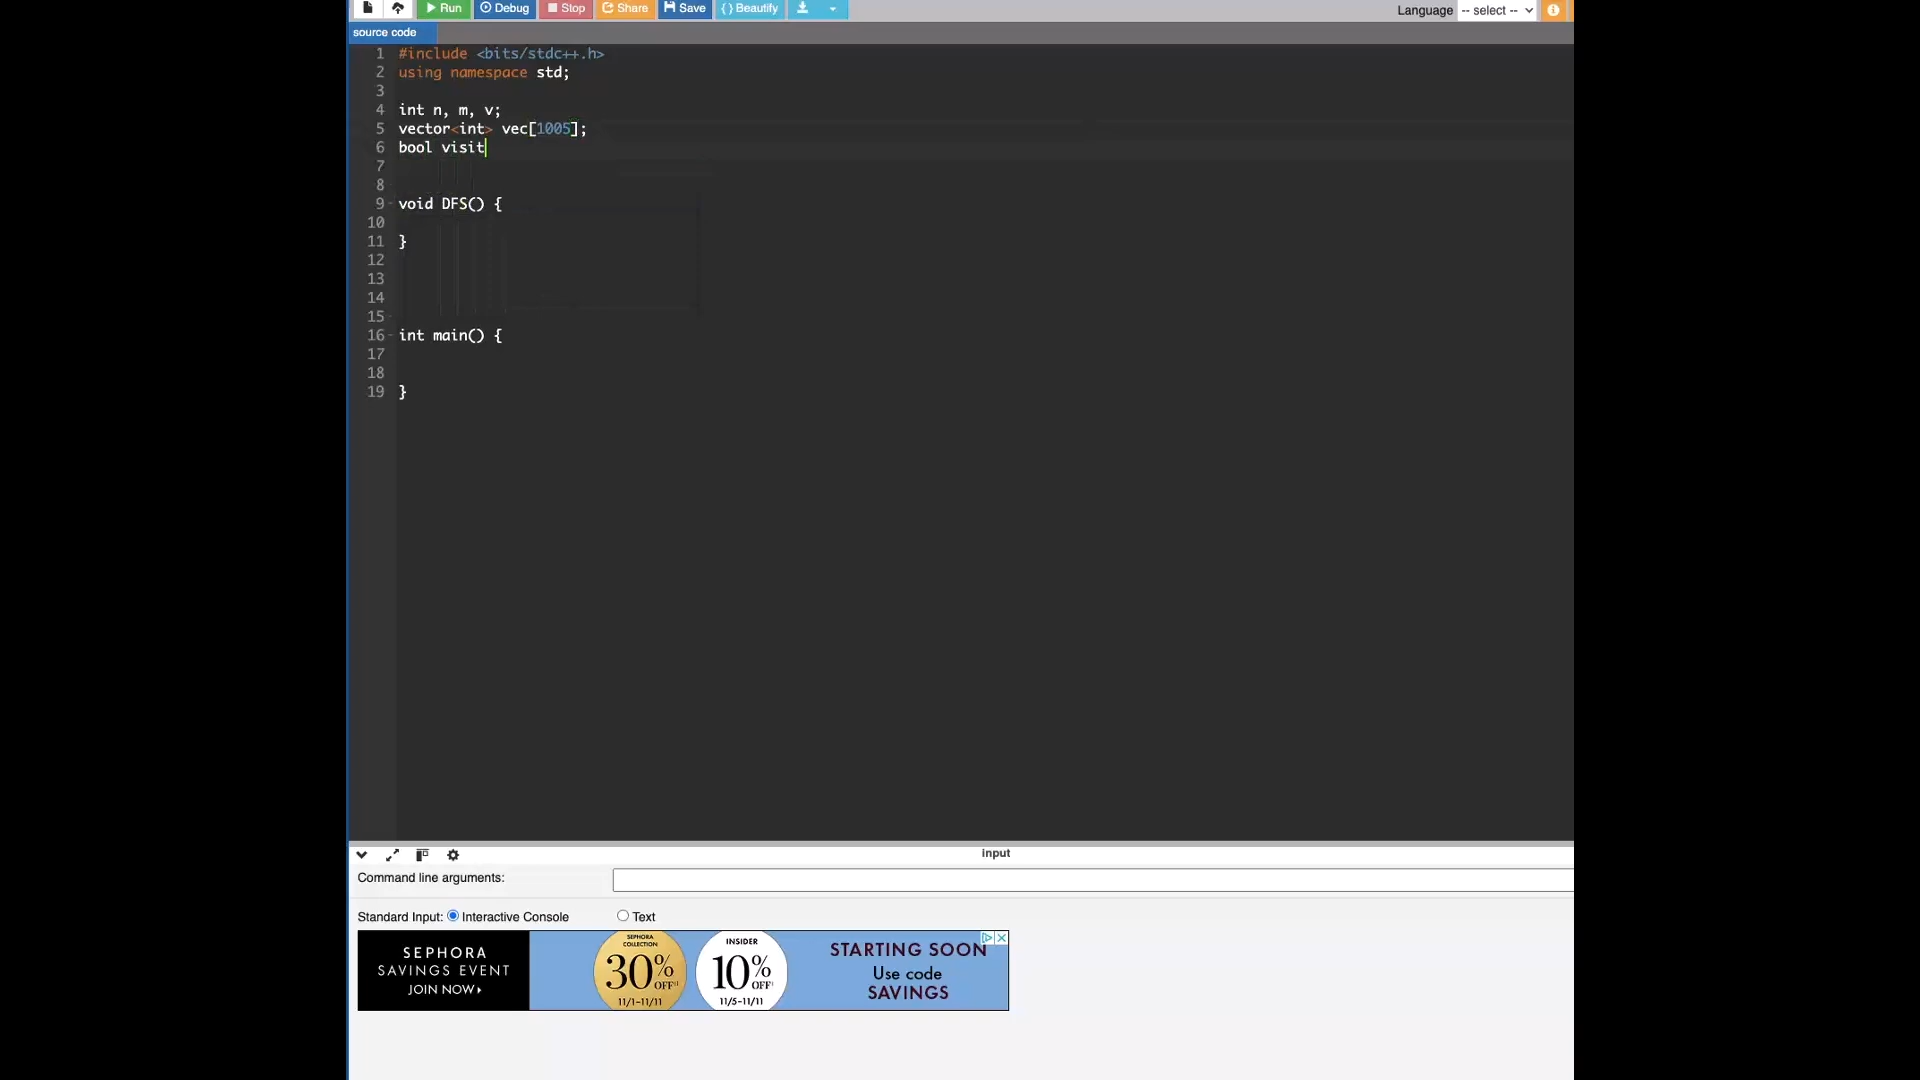 Run Debug Stop Share Save {} Beautify
Language -- select --
source code
1 #include <bits/stdc++.h>
2 using namespace std;
3
4 int n, m, v;
5 vector<int> vec[1005];
6 bool visit
7
8
9 void DFS() {
10
11 }
12
13
14
15
16 int main() {
17
18
19 }
input
Command line arguments:
Standard Input: Interactive Console Text
SEPHORA
SAVINGS EVENT
JOIN NOW
SEPHORA
COLLECTION
30% OFF
11/1–11/11
INSIDER
10% OFF
11/5–11/11
STARTING SOON
Use code
SAVINGS